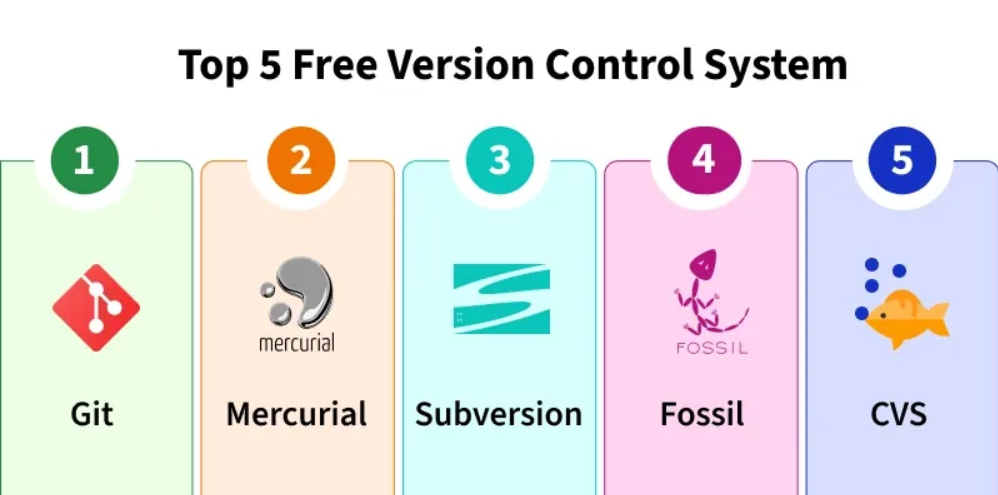 Top 5 Free Version Control System
1 2 3 4 5
mercurial
FOSSIL
Git Mercurial Subversion Fossil CVS